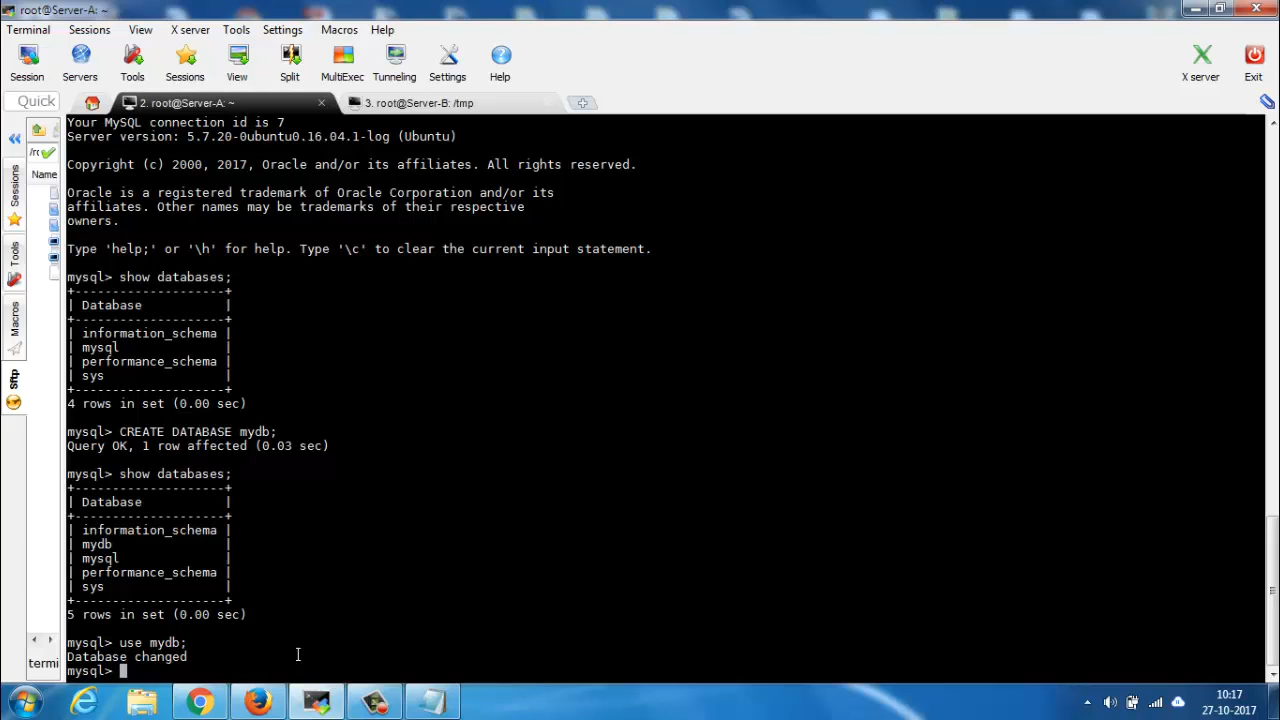 root@Server-A: ~
Terminal Sessions View X server Tools Settings Macros Help
Session Servers Tools Sessions View Split MultiExec Tunneling Settings Help X server Exit
Quick
2. root@Server-A: ~
3. root@Server-B: /tmp
Name
Sessions
Tools
Macros
Sftp
termi
Your MySQL connection id is 7
Server version: 5.7.20-0ubuntu0.16.04.1-log (Ubuntu)
Copyright (c) 2000, 2017, Oracle and/or its affiliates. All rights reserved.
Oracle is a registered trademark of Oracle Corporation and/or its
affiliates. Other names may be trademarks of their respective
owners.
Type 'help;' or '\h' for help. Type '\c' to clear the current input statement.
mysql> show databases;
+--------------------+
| Database           |
+--------------------+
| information_schema |
| mysql              |
| performance_schema |
| sys                |
+--------------------+
4 rows in set (0.00 sec)
mysql> CREATE DATABASE mydb;
Query OK, 1 row affected (0.03 sec)
mysql> show databases;
+--------------------+
| Database           |
+--------------------+
| information_schema |
| mydb               |
| mysql              |
| performance_schema |
| sys                |
+--------------------+
5 rows in set (0.00 sec)
mysql> use mydb;
Database changed
mysql>
10:17
27-10-2017